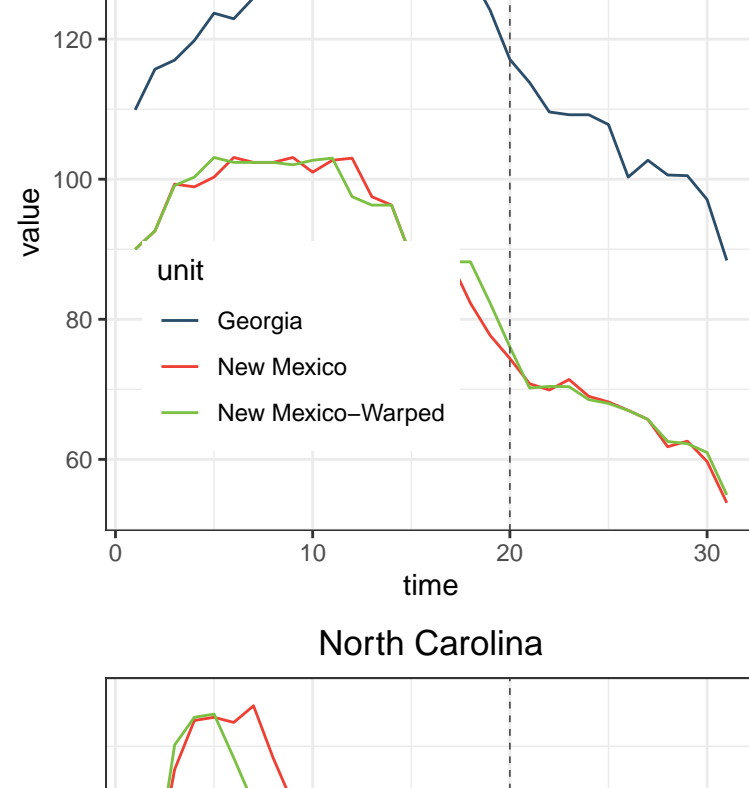 120
100
80
60
value
unit
Georgia
New Mexico
New Mexico−Warped
0 10 20 30
time
North Carolina